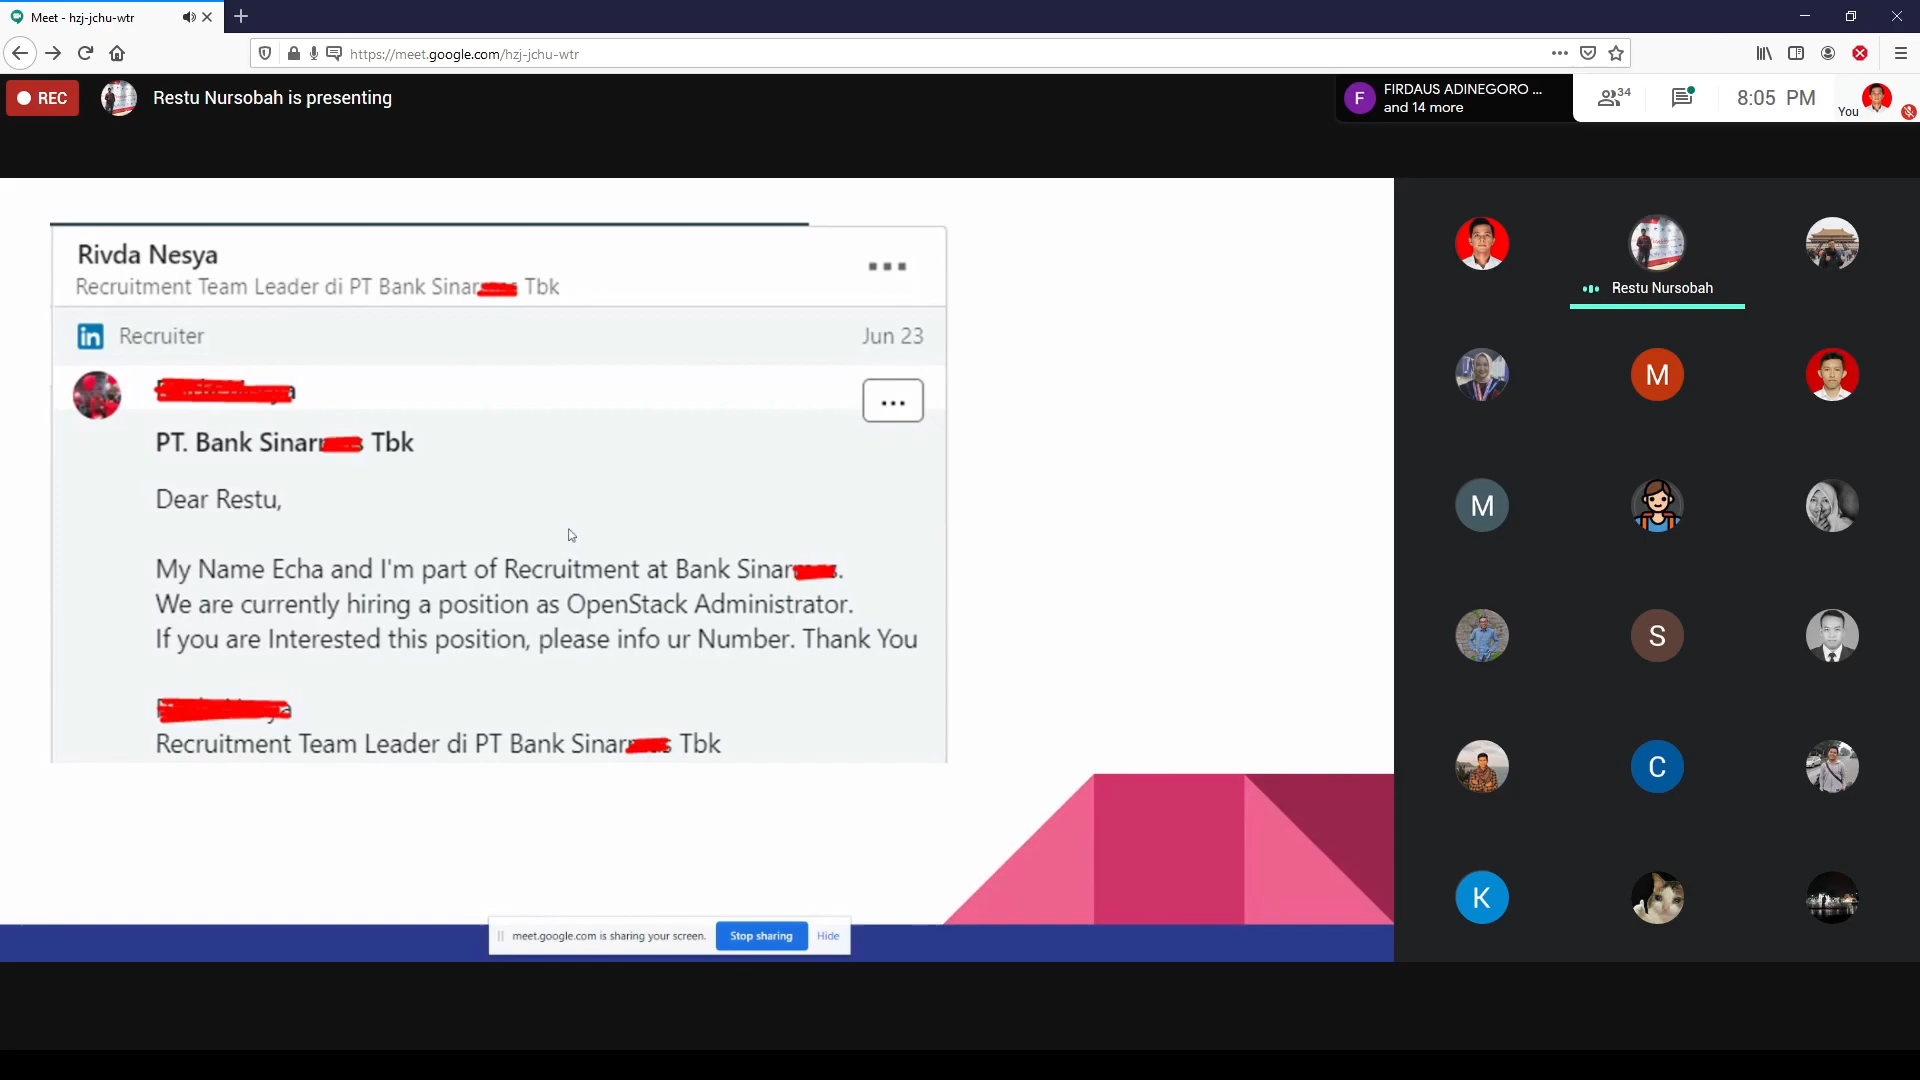 Meet - hzj-jchu-wtr
https://meet.google.com/hzj-jchu-wtr
REC
Restu Nursobah is presenting
F
FIRDAUS ADINEGORO ...
and 14 more
34
8:05 PM
You
Rivda Nesya
Recruitment Team Leader di PT Bank Sinar Tbk
in Recruiter
Jun 23
PT. Bank Sinar Tbk
Dear Restu,
My Name Echa and I'm part of Recruitment at Bank Sinar.
We are currently hiring a position as OpenStack Administrator.
If you are Interested this position, please info ur Number. Thank You
Recruitment Team Leader di PT Bank Sinar Tbk
meet.google.com is sharing your screen.
Stop sharing
Hide
Restu Nursobah
M
M
S
C
K